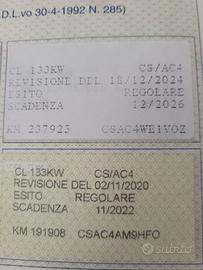 D.L.vo 30-4-1992 N. 285)
CL 133KW CS/AC4
REVISIONE DEL 18/12/2024
ESITO REGOLARE
SCADENZA 12/2026
KM 237925 CSAC4WE1VOZ
CL 133KW CS/AC4
REVISIONE DEL 02/11/2020
ESITO REGOLARE
SCADENZA 11/2022
KM 191908 CSAC4AM9HFO
subito